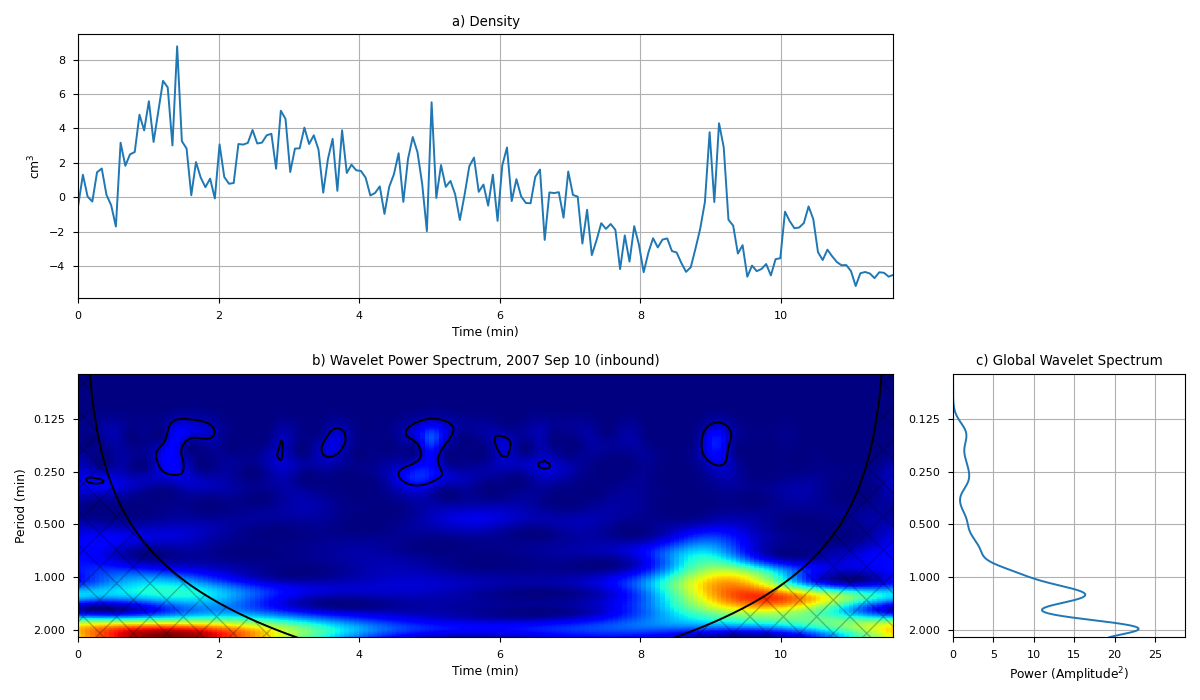 a) Density
cm³
8
6
4
2
0
−2
−4
0 2 4 6 8 10
Time (min)
b) Wavelet Power Spectrum, 2007 Sep 10 (inbound)
Period (min)
0.125
0.250
0.500
1.000
2.000
0 2 4 6 8 10
Time (min)
c) Global Wavelet Spectrum
0.125
0.250
0.500
1.000
2.000
0 5 10 15 20 25
Power (Amplitude²)